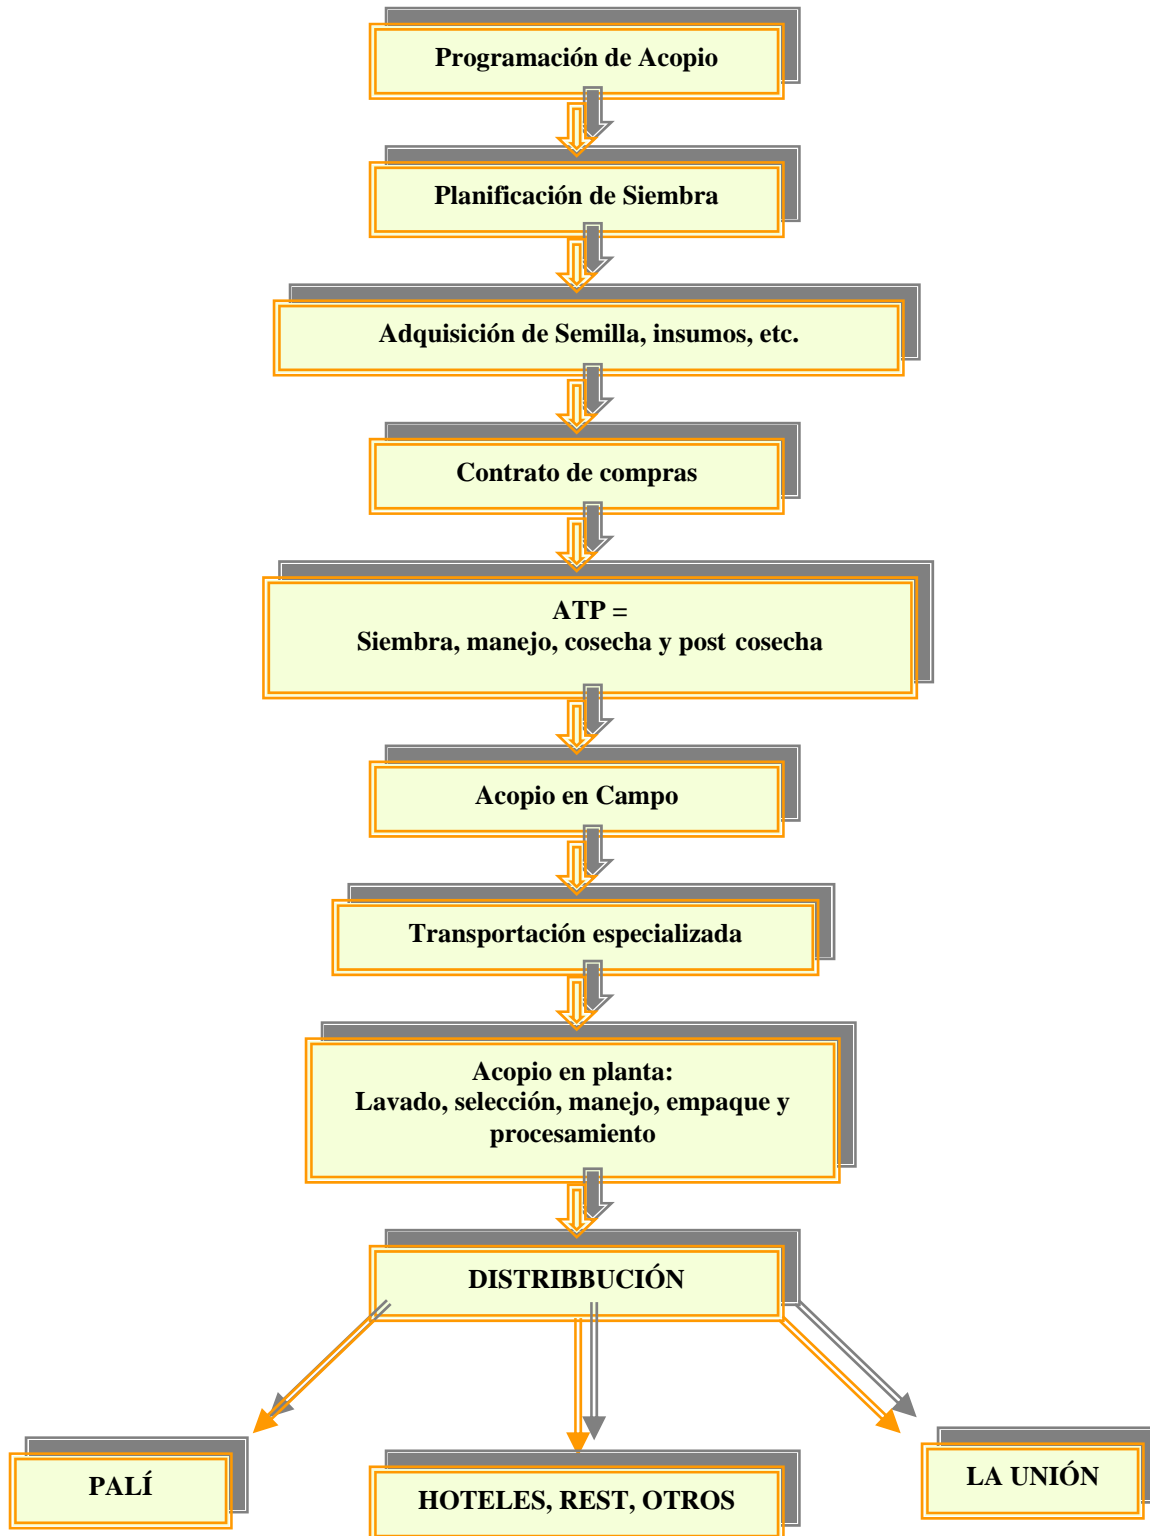 Programación de Acopio
Planificación de Siembra
Adquisición de Semilla, insumos, etc.
Contrato de compras
ATP =
Siembra, manejo, cosecha y post cosecha
Acopio en Campo
Transportación especializada
Acopio en planta:
Lavado, selección, manejo, empaque y
procesamiento
DISTRIBBUCIÓN
PALÍ
HOTELES, REST, OTROS
LA UNIÓN